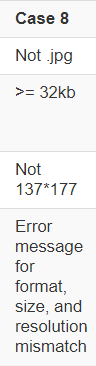 Case 8
Not .jpg
>= 32kb
Not
137*177
Error
message
for
format,
size, and
resolution
mismatch